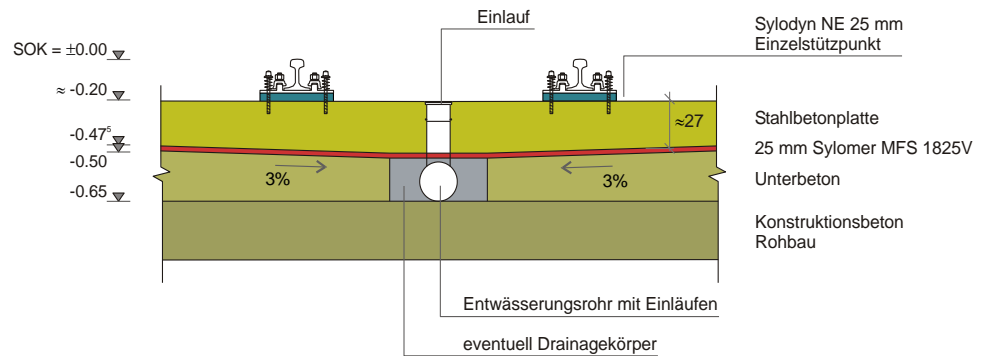 Einlauf
Sylodyn NE 25 mm
Einzelstützpunkt
SOK = ±0.00
≈ -0.20
≈27
Stahlbetonplatte
-0.47⁵
25 mm Sylomer MFS 1825V
-0.50
3%
3%
Unterbeton
-0.65
Konstruktionsbeton
Rohbau
Entwässerungsrohr mit Einläufen
eventuell Drainagekörper